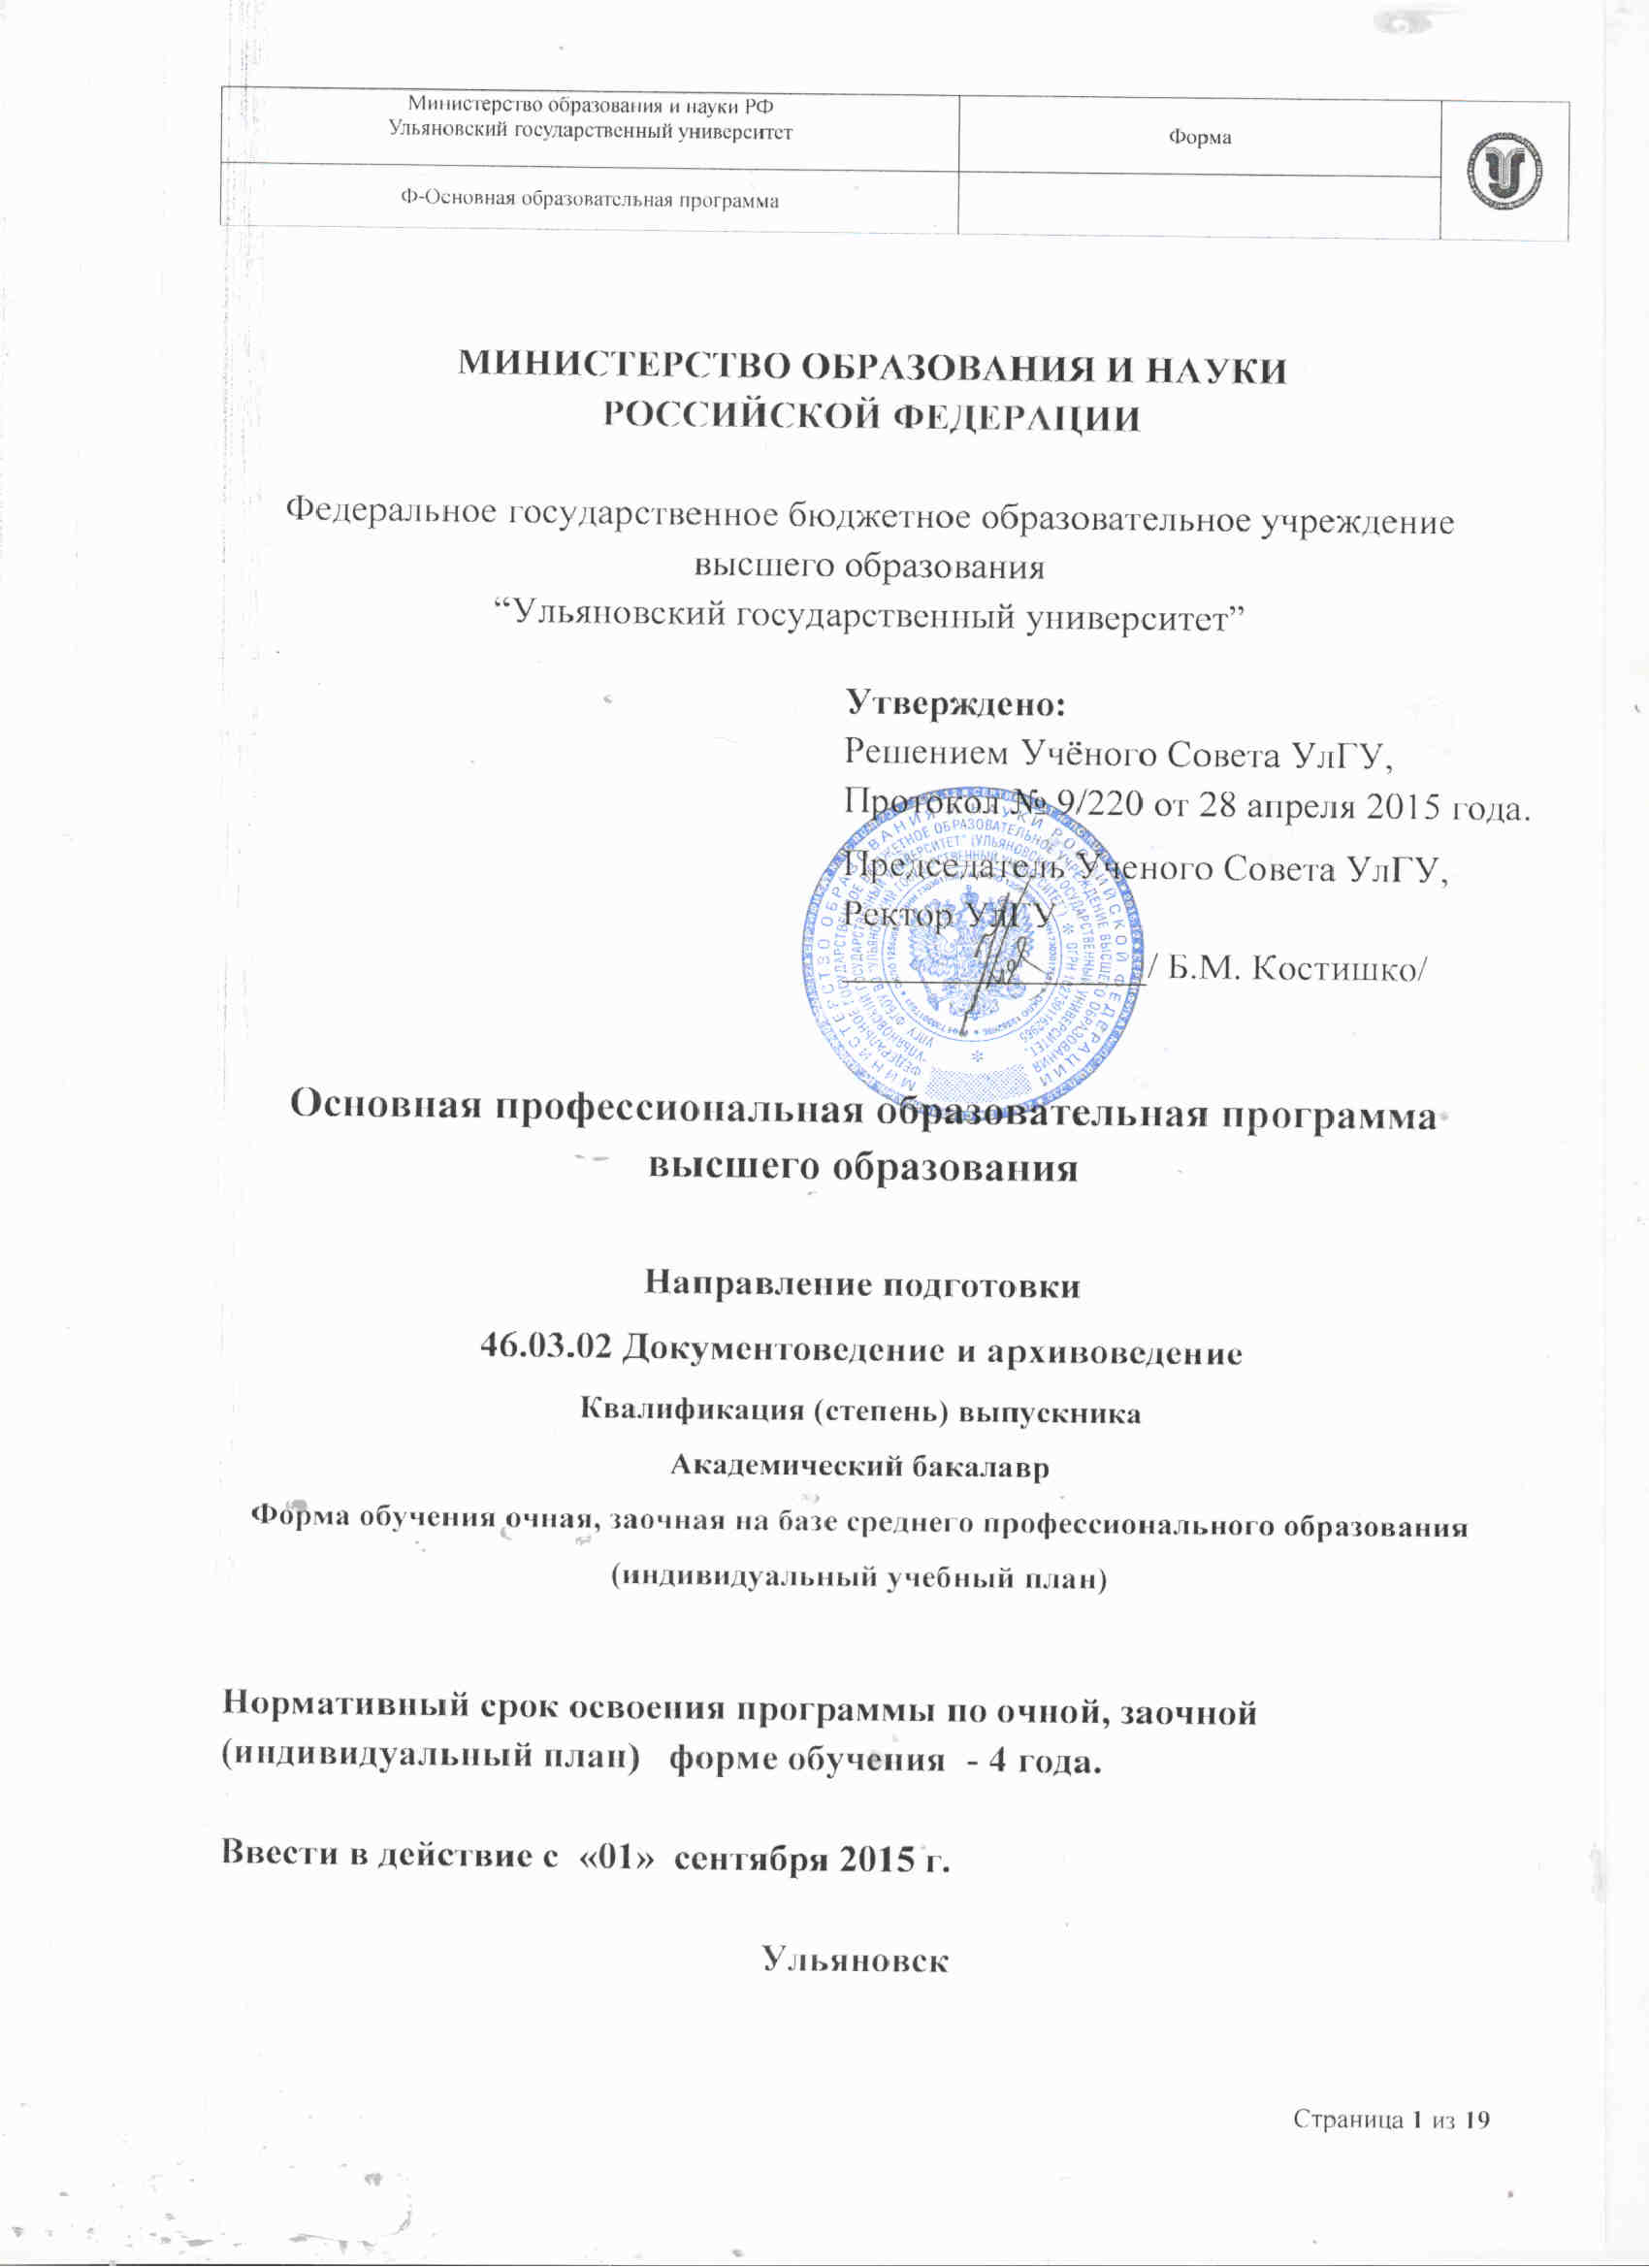 Министерство образования и науки РФ
Ульяновский государственный университет
Форма
Ф-Основная образовательная программа
МИНИСТЕРСТВО ОБРАЗОВАНИЯ И НАУКИ
РОССИЙСКОЙ ФЕДЕРАЦИИ
Федеральное государственное бюджетное образовательное учреждение
высшего образования
“Ульяновский государственный университет”
Утверждено:
Решением Учёного Совета УлГУ,
Протокол № 9/220 от 28 апреля 2015 года.
Председатель Ученого Совета УлГУ,
Ректор УлГУ
/ Б.М. Костишко/
МИНИСТЕРСТВО ОБРАЗОВАНИЯ И НАУКИ РОССИЙСКОЙ ФЕДЕРАЦИИ
Основная профессиональная образовательная программа
высшего образования
Направление подготовки
46.03.02 Документоведение и архивоведение
Квалификация (степень) выпускника
Академический бакалавр
Форма обучения очная, заочная на базе среднего профессионального образования
(индивидуальный учебный план)
Нормативный срок освоения программы по очной, заочной
(индивидуальный план) форме обучения - 4 года.
Ввести в действие с «01» сентября 2015 г.
Ульяновск
Страница 1 из 19